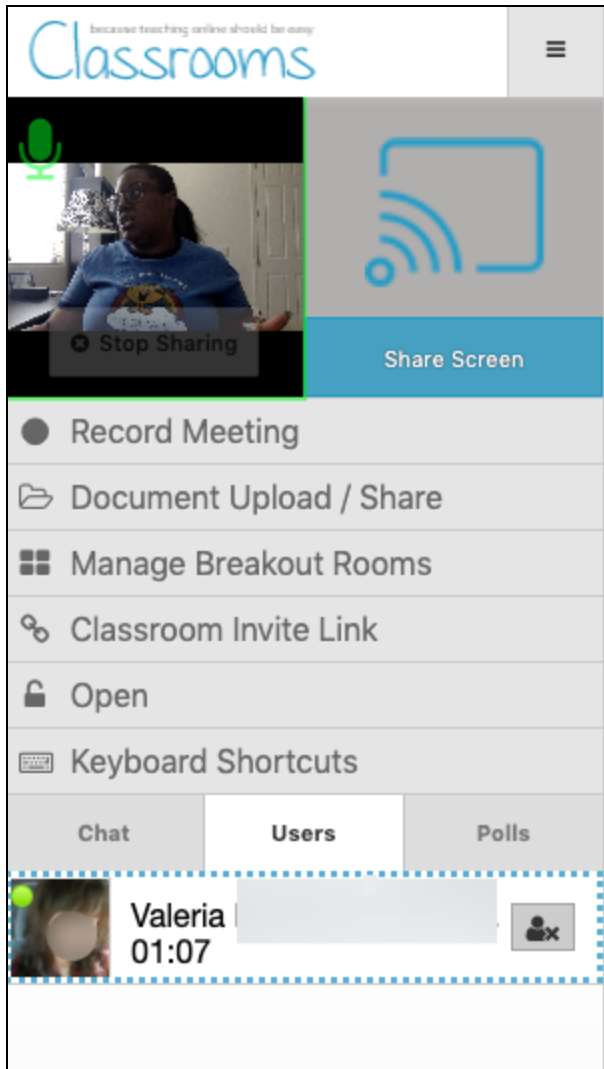 because teaching online should be easy
Classrooms
Stop Sharing
Share Screen
Record Meeting
Document Upload / Share
Manage Breakout Rooms
Classroom Invite Link
Open
Keyboard Shortcuts
Chat
Users
Polls
Valeria
01:07